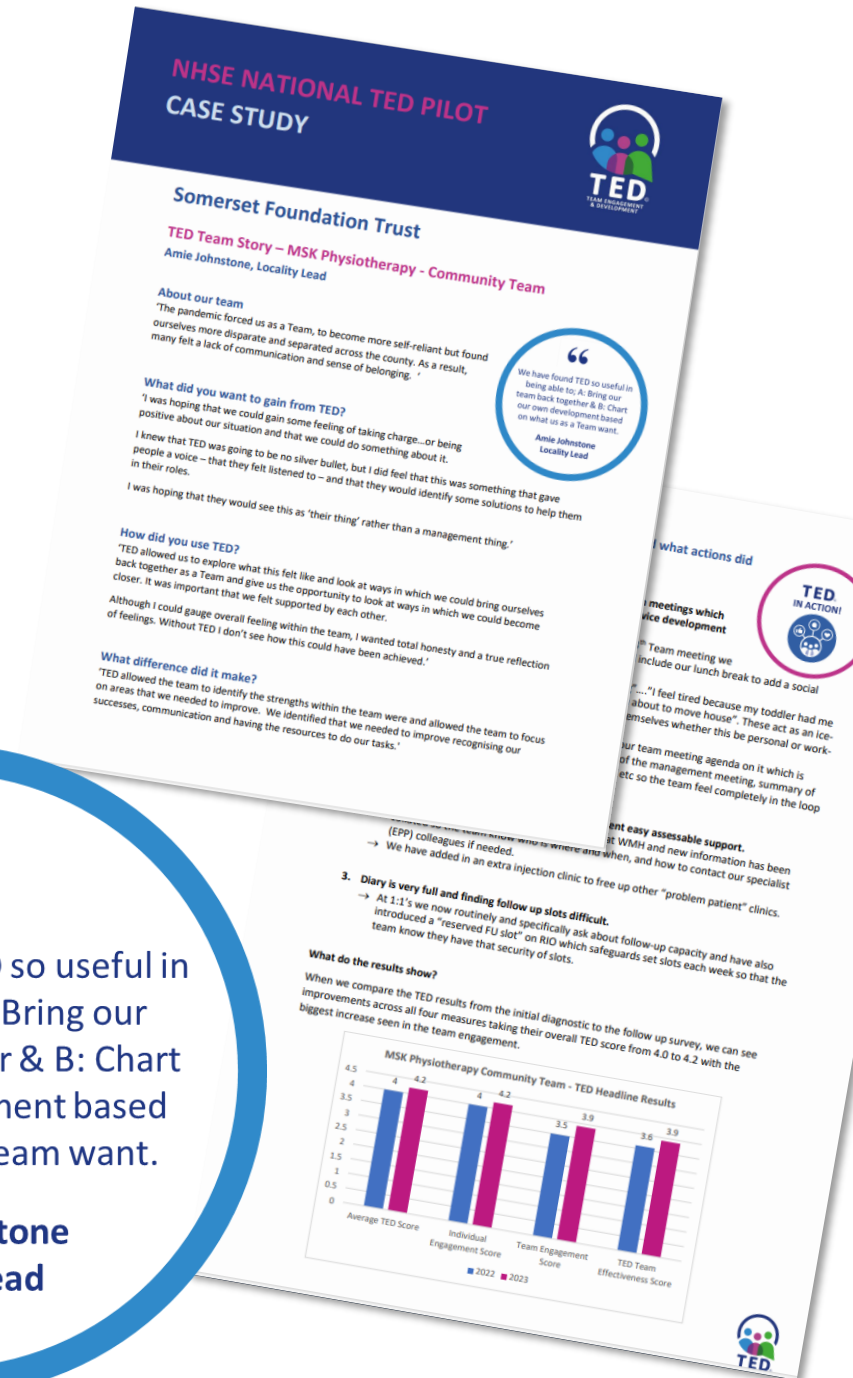 NHSE NATIONAL TED PILOT
CASE STUDY
TED
TEAM ENGAGEMENT
& DEVELOPMENT
Somerset Foundation Trust
TED Team Story – MSK Physiotherapy - Community Team
Amie Johnstone, Locality Lead
About our team
‘The pandemic forced us as a Team, to become more self-reliant but found
ourselves more disparate and separated across the county. As a result,
many felt a lack of communication and sense of belonging. ‘
“
We have found TED so useful in
being able to; A: Bring our
team back together & B: Chart
our own development based
on what us as a Team want.
Amie Johnstone
Locality Lead
What did you want to gain from TED?
‘I was hoping that we could gain some feeling of taking charge…or being
positive about our situation and that we could do something about it.
I knew that TED was going to be no silver bullet, but I did feel that this was something that gave
people a voice – that they felt listened to – and that they would identify some solutions to help them
in their roles.
I was hoping that they would see this as ‘their thing’ rather than a management thing.’
How did you use TED?
‘TED allowed us to explore what this felt like and look at ways in which we could bring ourselves
back together as a Team and give us the opportunity to look at ways in which we could become
closer. It was important that we felt supported by each other.
Although I could gauge overall feeling within the team, I wanted total honesty and a true reflection
of feelings. Without TED I don’t see how this could have been achieved.’
What difference did it make?
‘TED allowed the team to identify the strengths within the team were and allowed the team to focus
on areas that we needed to improve. We identified that we needed to improve recognising our
successes, communication and having the resources to do our tasks.’
what actions did
TED
IN ACTION!
meetings which
vice development
Team meeting we
include our lunch break to add a social
“….”I feel tired because my toddler had me
about to move house”. These act as an ice-
emselves whether this be personal or work-
ur team meeting agenda on it which is
of the management meeting, summary of
etc so the team feel completely in the loop
ent easy assessable support.
at WMH and new information has been
so the team know who is where and when, and how to contact our specialist
(EPP) colleagues if needed.
→ We have added in an extra injection clinic to free up other “problem patient” clinics.
3. Diary is very full and finding follow up slots difficult.
→ At 1:1’s we now routinely and specifically ask about follow-up capacity and have also
introduced a “reserved FU slot” on RIO which safeguards set slots each week so that the
team know they have that security of slots.
What do the results show?
When we compare the TED results from the initial diagnostic to the follow up survey, we can see
improvements across all four measures taking their overall TED score from 4.0 to 4.2 with the
biggest increase seen in the team engagement.
MSK Physiotherapy Community Team - TED Headline Results
4.5
4
3.5
3
2.5
2
1.5
1
0.5
0
4 4.2
4 4.2
3.5 3.9
3.6 3.9
Average TED Score
Individual
Engagement Score
Team Engagement
Score
TED Team
Effectiveness Score
2022 2023
TED
so useful in
Bring our
r & B: Chart
ment based
eam want.
tone
ead